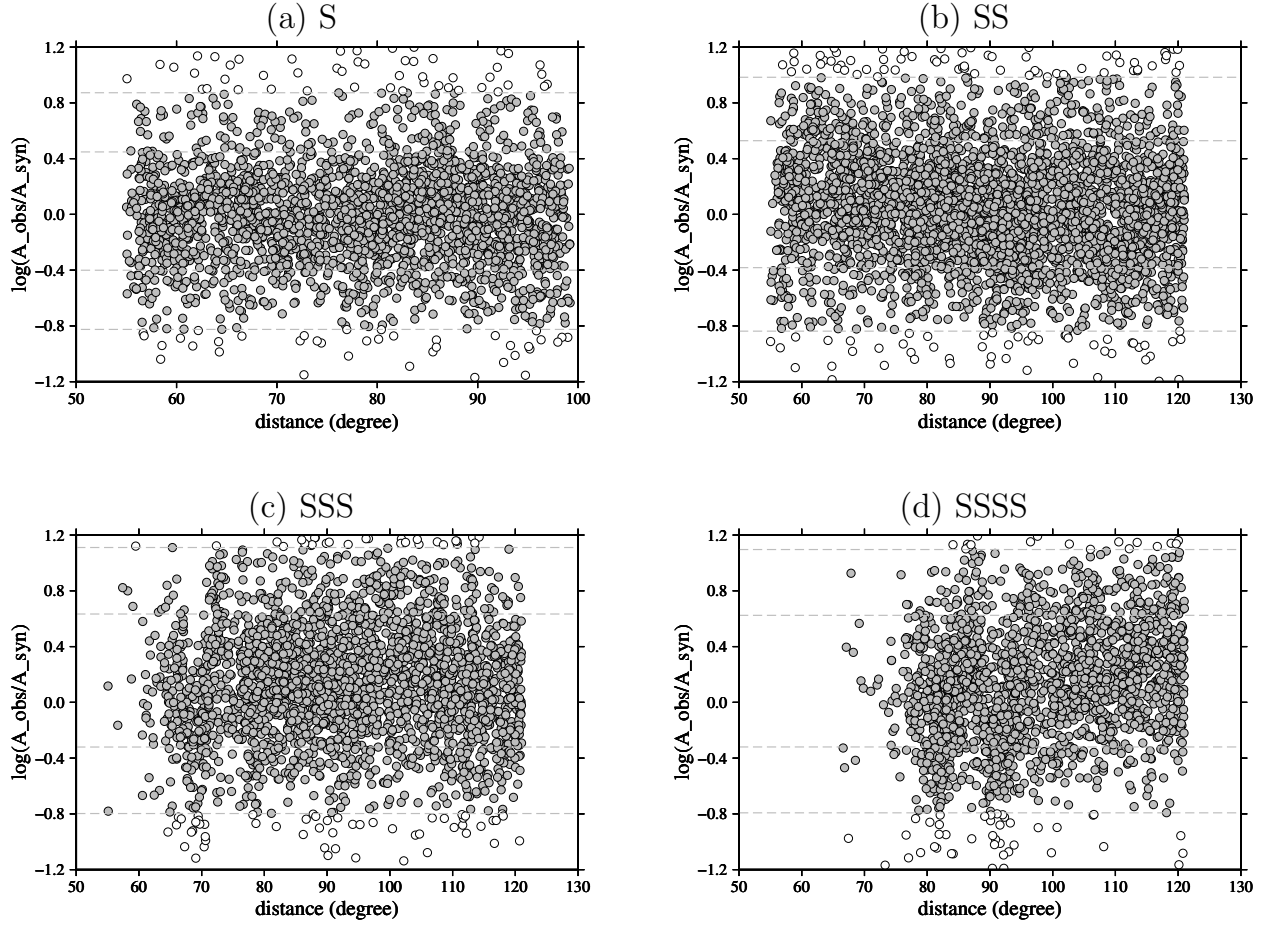 (a) S
(b) SS
1.2
0.8
0.4
0.0
−0.4
−0.8
−1.2
log(A_obs/A_syn)
50 60 70 80 90 100
distance (degree)
1.2
0.8
0.4
0.0
−0.4
−0.8
−1.2
log(A_obs/A_syn)
50 60 70 80 90 100 110 120 130
distance (degree)
(c) SSS
(d) SSSS
1.2
0.8
0.4
0.0
−0.4
−0.8
−1.2
log(A_obs/A_syn)
50 60 70 80 90 100 110 120 130
distance (degree)
1.2
0.8
0.4
0.0
−0.4
−0.8
−1.2
log(A_obs/A_syn)
50 60 70 80 90 100 110 120 130
distance (degree)